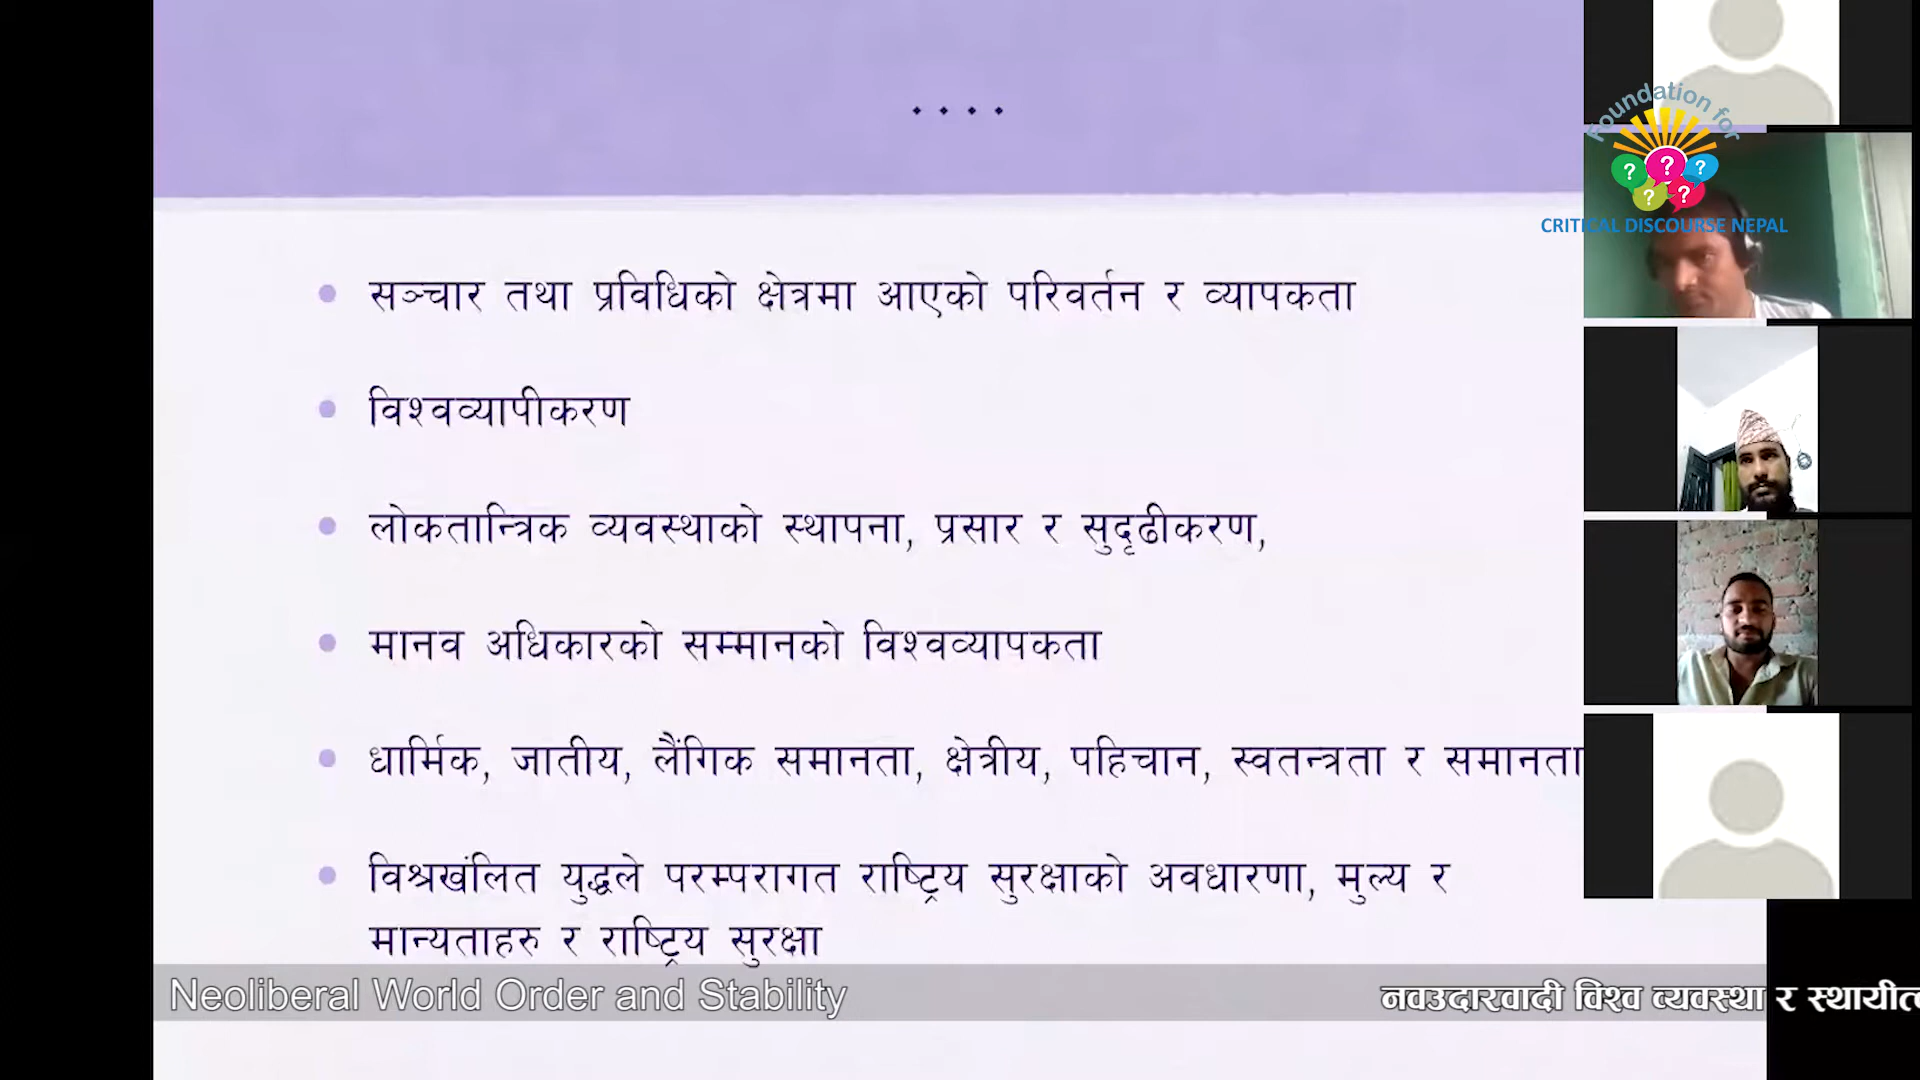 ....
सञ्चार तथा प्रविधिको क्षेत्रमा आएको परिवर्तन र व्यापकता
विश्वव्यापीकरण
लोकतान्त्रिक व्यवस्थाको स्थापना, प्रसार र सुदृढीकरण,
मानव अधिकारको सम्मानको विश्वव्यापकता
धार्मिक, जातीय, लैंगिक समानता, क्षेत्रीय, पहिचान, स्वतन्त्रता र समानता
विश्रखंलित युद्धले परम्परागत राष्ट्रिय सुरक्षाको अवधारणा, मुल्य र
मान्यताहरु र राष्ट्रिय सुरक्षा
Foundation for
? ? ? ? ?
CRITICAL DISCOURSE NEPAL
Neoliberal World Order and Stability
नवउदारवादी विश्व व्यवस्था र